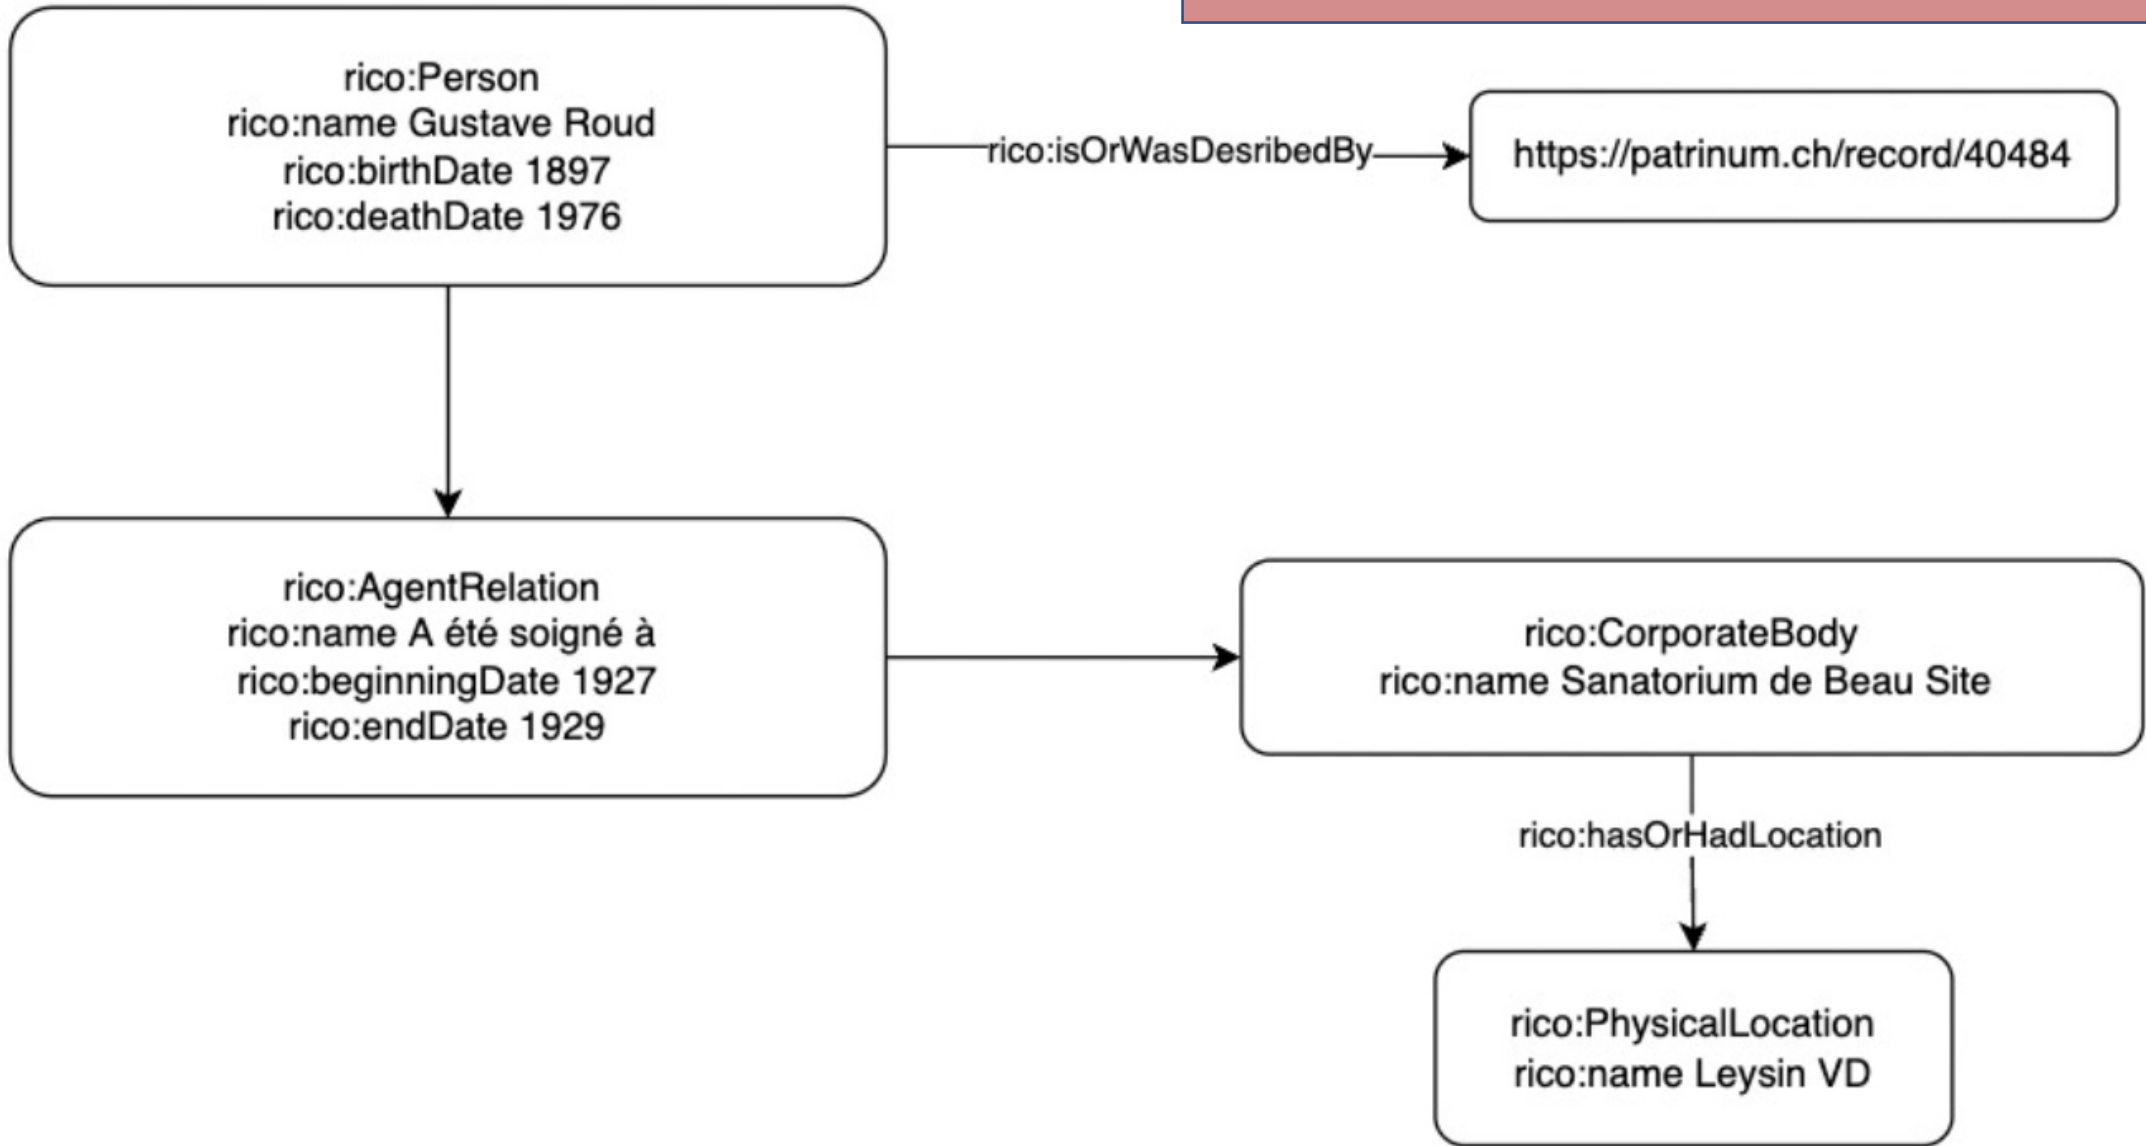 rico:Person
rico:name Gustave Roud
rico:birthDate 1897
rico:deathDate 1976
rico:isOrWasDesribedBy
https://patrinum.ch/record/40484
rico:AgentRelation
rico:name A été soigné à
rico:beginningDate 1927
rico:endDate 1929
rico:CorporateBody
rico:name Sanatorium de Beau Site
rico:hasOrHadLocation
rico:PhysicalLocation
rico:name Leysin VD